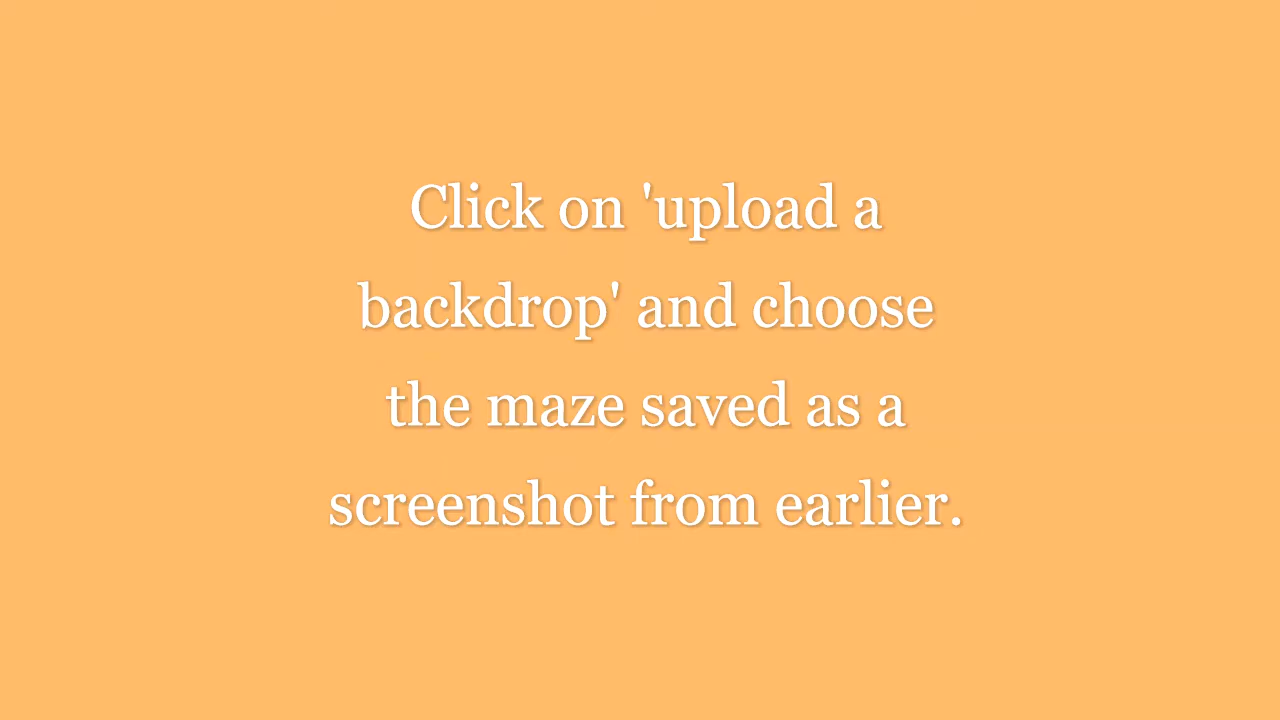 Click on 'upload a
backdrop' and choose
the maze saved as a
screenshot from earlier.